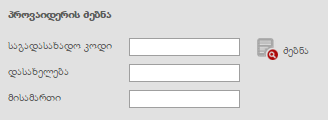 პროვაიდერის ძებნა
საგადასახადო კოდი
ძებნა
დასახელება
მისამართი